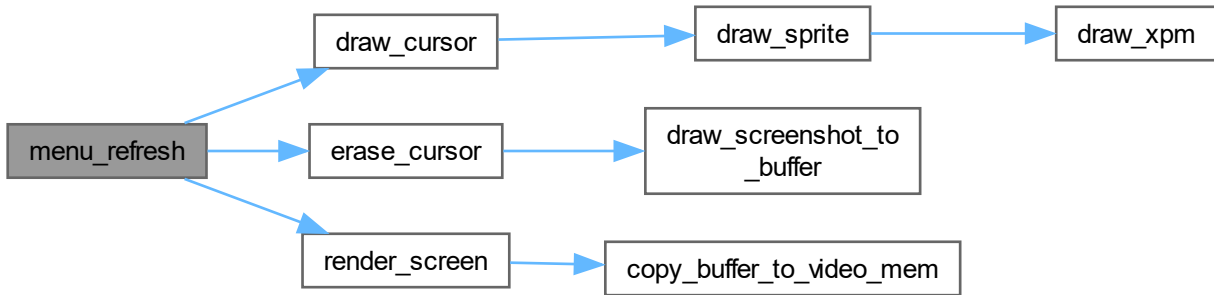 draw_cursor
draw_sprite
draw_xpm
menu_refresh
erase_cursor
draw_screenshot_to
_buffer
render_screen
copy_buffer_to_video_mem